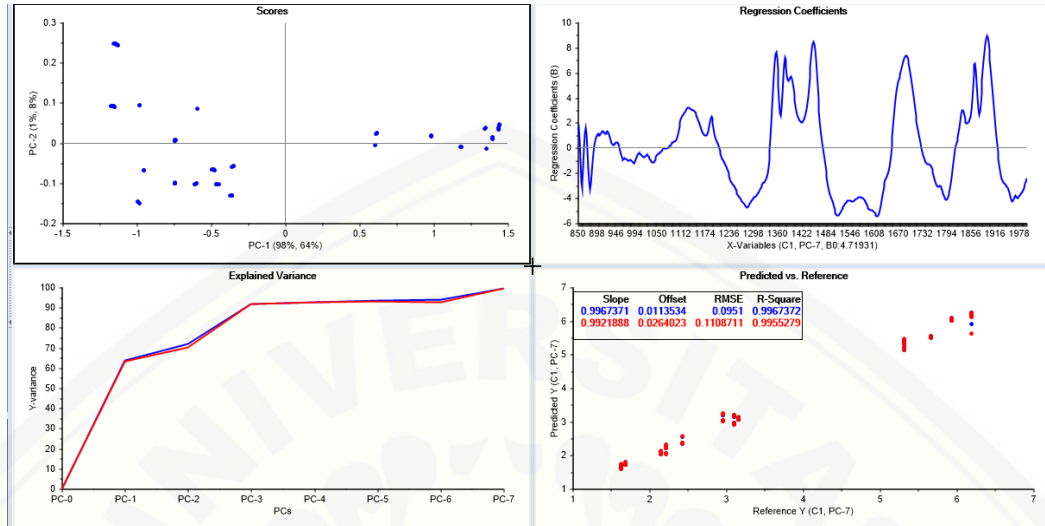 Scores
PC-2 (1%, 8%)
0.3
0.2
0.1
0
-0.1
-0.2
-1.5 -1 -0.5 0 0.5 1 1.5
PC-1 (98%, 64%)
Regression Coefficients
Regression Coefficients (B)
10
8
6
4
2
0
-2
-4
-6
850 898 946 994 1050 1112 1174 1236 1298 1360 1422 1484 1546 1608 1670 1732 1794 1856 1916 1978
X-Variables (C1, PC-7, B0:4.71931)
Explained Variance
Y-variance
100
90
80
70
60
50
40
30
20
10
0
PC-0 PC-1 PC-2 PC-3 PC-4 PC-5 PC-6 PC-7
PCs
Predicted vs. Reference
Slope Offset RMSE R-Square
0.9967371 0.0113534 0.0951 0.9967372
0.9921888 0.0264023 0.1108711 0.9955279
Predicted Y (C1, PC-7)
7
6
5
4
3
2
1
1 2 3 4 5 6 7
Reference Y (C1, PC-7)
UNIVERSITA